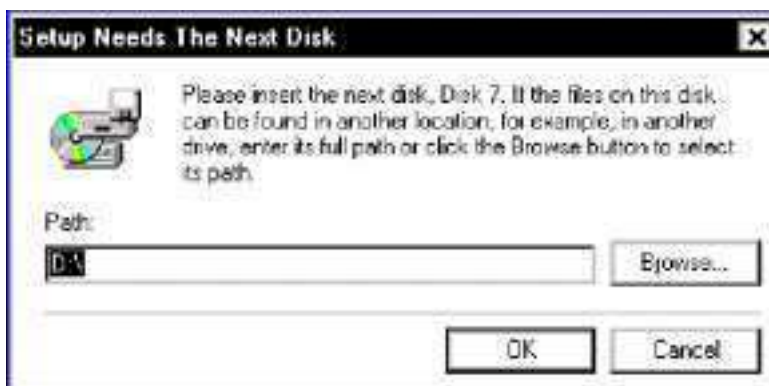 Setup Needs The Next Disk
Please insert the next disk, Disk 7. If the files on this disk
can be found in another location, for example, in another
drive, enter its full path or click the Browse button to select
its path.
Path:
D:\
Browse...
OK
Cancel